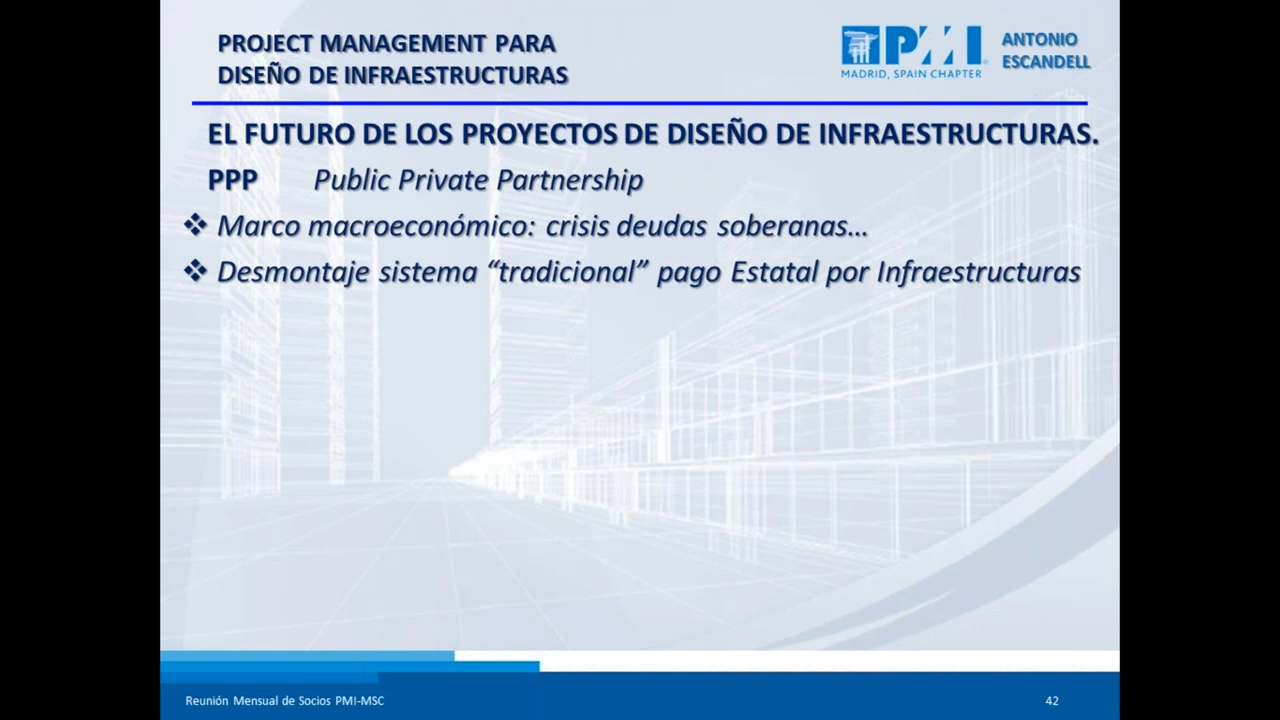 PROJECT MANAGEMENT PARA
DISEÑO DE INFRAESTRUCTURAS
PMI
MADRID, SPAIN CHAPTER
ANTONIO
ESCANDELL
EL FUTURO DE LOS PROYECTOS DE DISEÑO DE INFRAESTRUCTURAS.
PPP Public Private Partnership
❖ Marco macroeconómico: crisis deudas soberanas…
❖ Desmontaje sistema “tradicional” pago Estatal por Infraestructuras
Reunión Mensual de Socios PMI-MSC
42